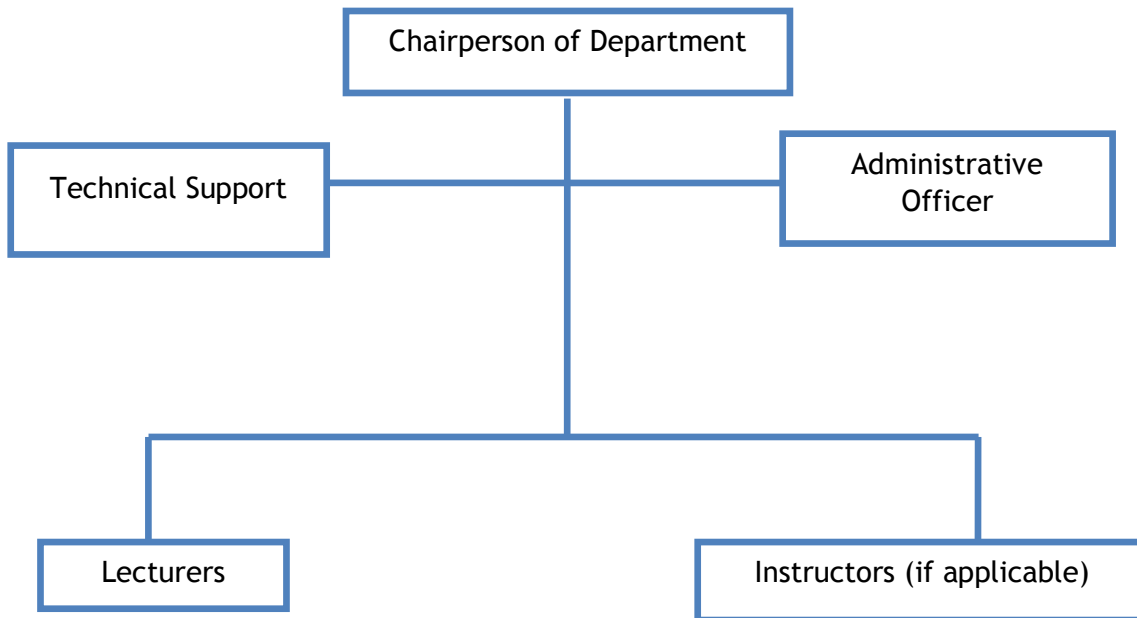 Chairperson of Department
Technical Support
Administrative
Officer
Lecturers
Instructors (if applicable)